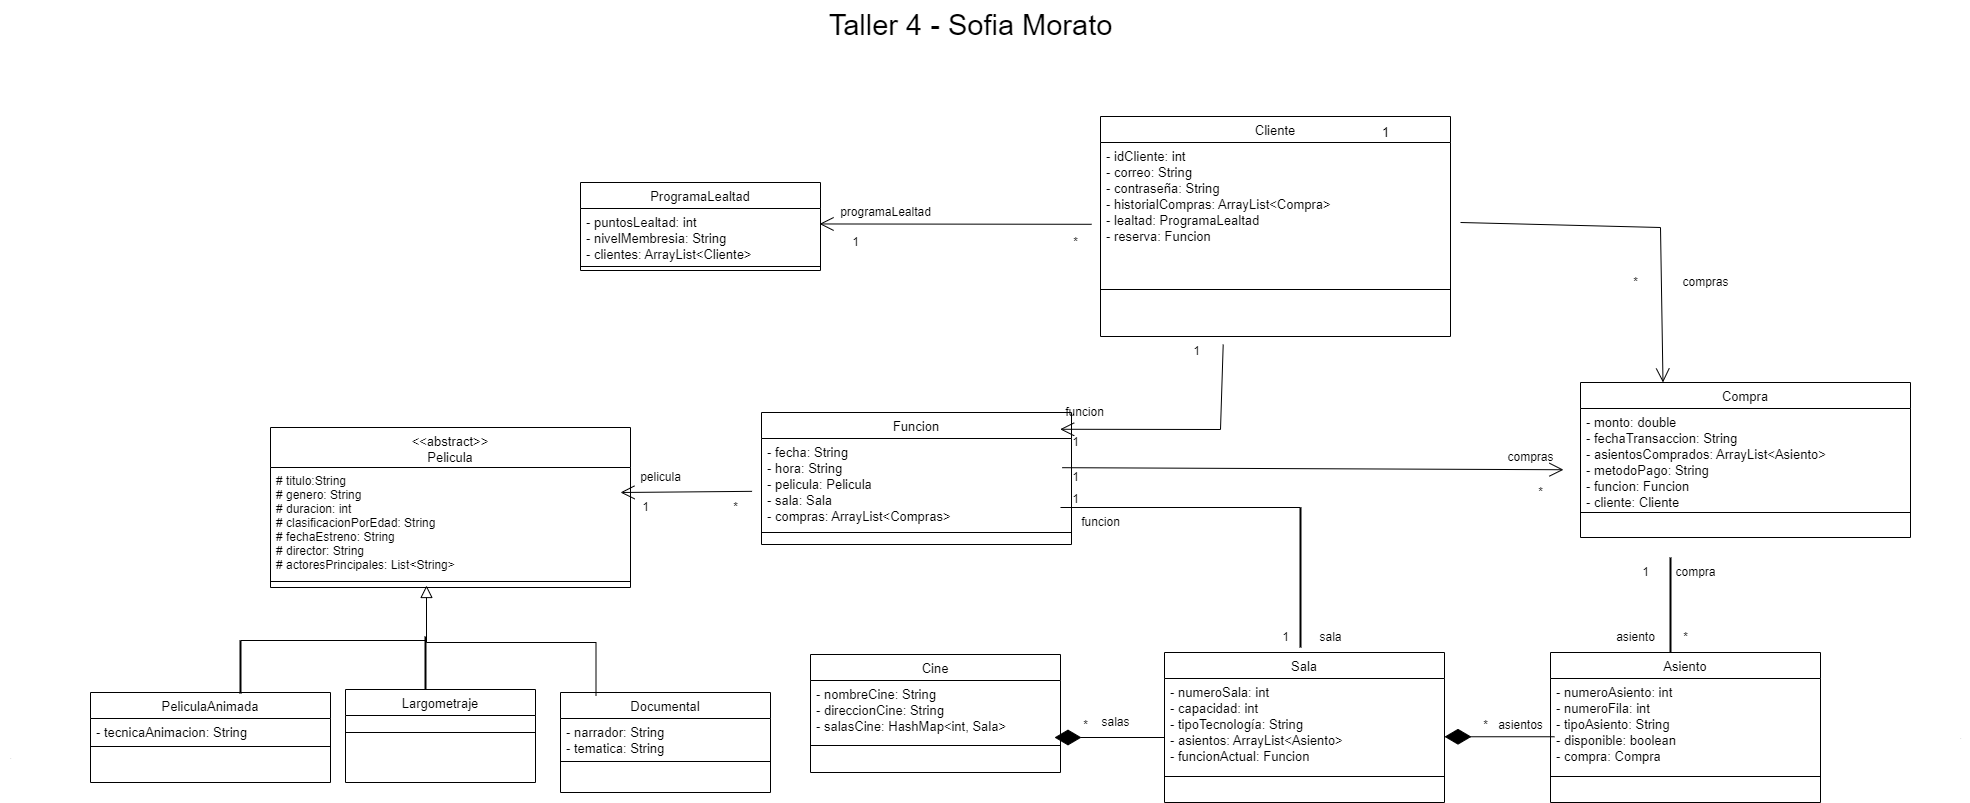 Taller 4 - Sofia Morato
Cliente
1
- idCliente: int
- correo: String
- contraseña: String
- historialCompras: ArrayList<Compra>
- lealtad: ProgramaLealtad
- reserva: Funcion
ProgramaLealtad
- puntosLealtad: int
- nivelMembresia: String
- clientes: ArrayList<Cliente>
programaLealtad
1
*
*
compras
1
funcion
1
Compra
- monto: double
- fechaTransaccion: String
- asientosComprados: ArrayList<Asiento>
- metodoPago: String
- funcion: Funcion
- cliente: Cliente
Funcion
- fecha: String
- hora: String
- pelicula: Pelicula
- sala: Sala
- compras: ArrayList<Compras>
compras
1
*
1
funcion
<<abstract>>
Pelicula
# titulo:String
# genero: String
# duracion: int
# clasificacionPorEdad: String
# fechaEstreno: String
# director: String
# actoresPrincipales: List<String>
pelicula
1
*
1
compra
1
sala
asiento
*
PeliculaAnimada
- tecnicaAnimacion: String
Largometraje
Documental
- narrador: String
- tematica: String
Cine
- nombreCine: String
- direccionCine: String
- salasCine: HashMap<int, Sala>
*
salas
Sala
- numeroSala: int
- capacidad: int
- tipoTecnología: String
- asientos: ArrayList<Asiento>
- funcionActual: Funcion
*
asientos
Asiento
- numeroAsiento: int
- numeroFila: int
- tipoAsiento: String
- disponible: boolean
- compra: Compra